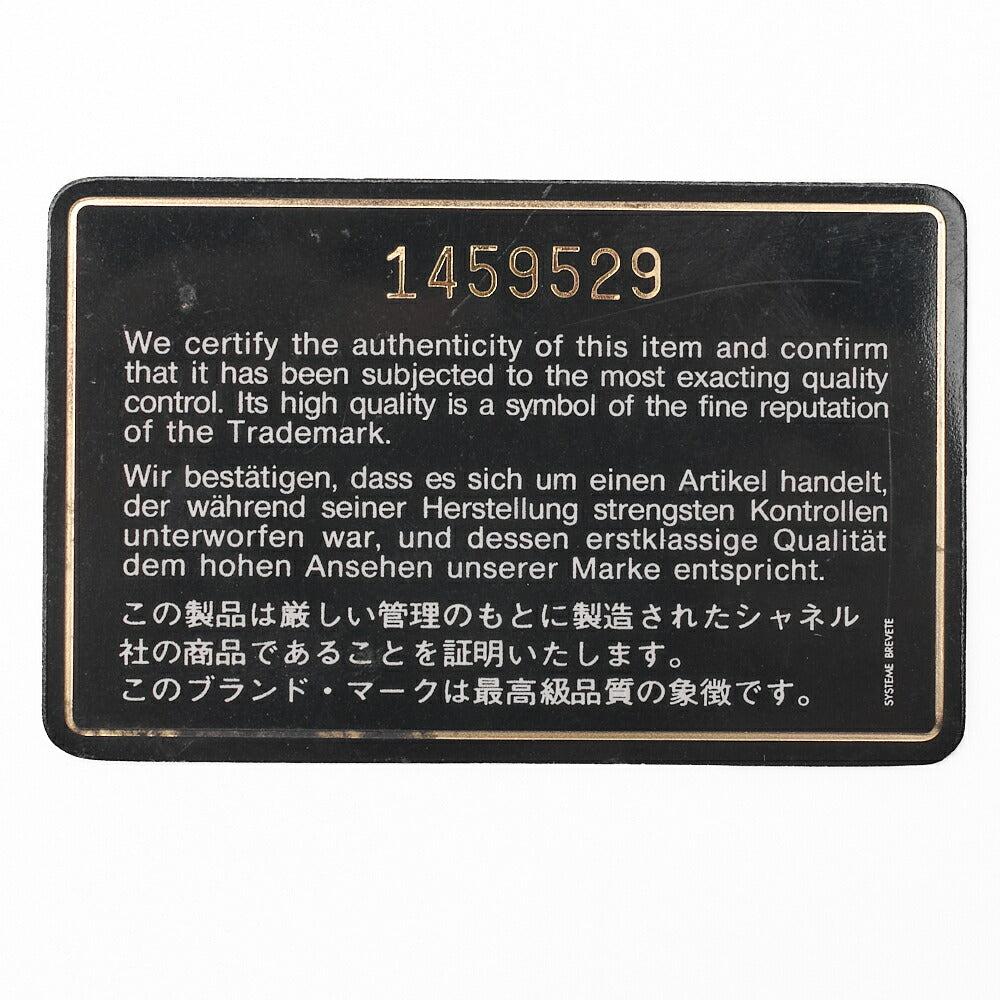 1459529
We certify the authenticity of this item and confirm
that it has been subjected to the most exacting quality
control. Its high quality is a symbol of the fine reputation
of the Trademark.
Wir bestätigen, dass es sich um einen Artikel handelt,
der während seiner Herstellung strengsten Kontrollen
unterworfen war, und dessen erstklassige Qualität
dem hohen Ansehen unserer Marke entspricht.
この製品は厳しい管理のもとに製造されたシャネル
社の商品であることを証明いたします。
このブランド・マークは最高級品質の象徴です。
SYSTEME BREVETE